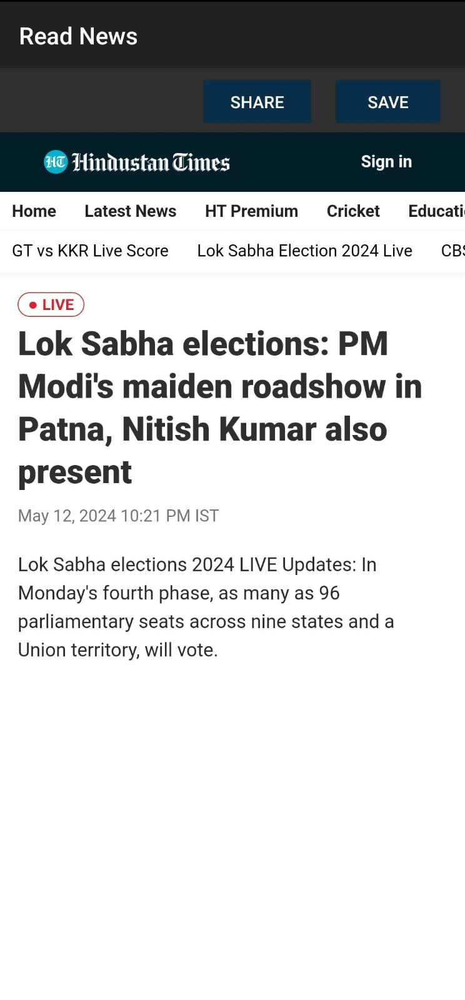 Read News
SHARE
SAVE
HT Hindustan Times
Sign in
Home Latest News HT Premium Cricket Educati
GT vs KKR Live Score Lok Sabha Election 2024 Live CBS
LIVE
Lok Sabha elections: PM
Modi's maiden roadshow in
Patna, Nitish Kumar also
present
May 12, 2024 10:21 PM IST
Lok Sabha elections 2024 LIVE Updates: In
Monday's fourth phase, as many as 96
parliamentary seats across nine states and a
Union territory, will vote.